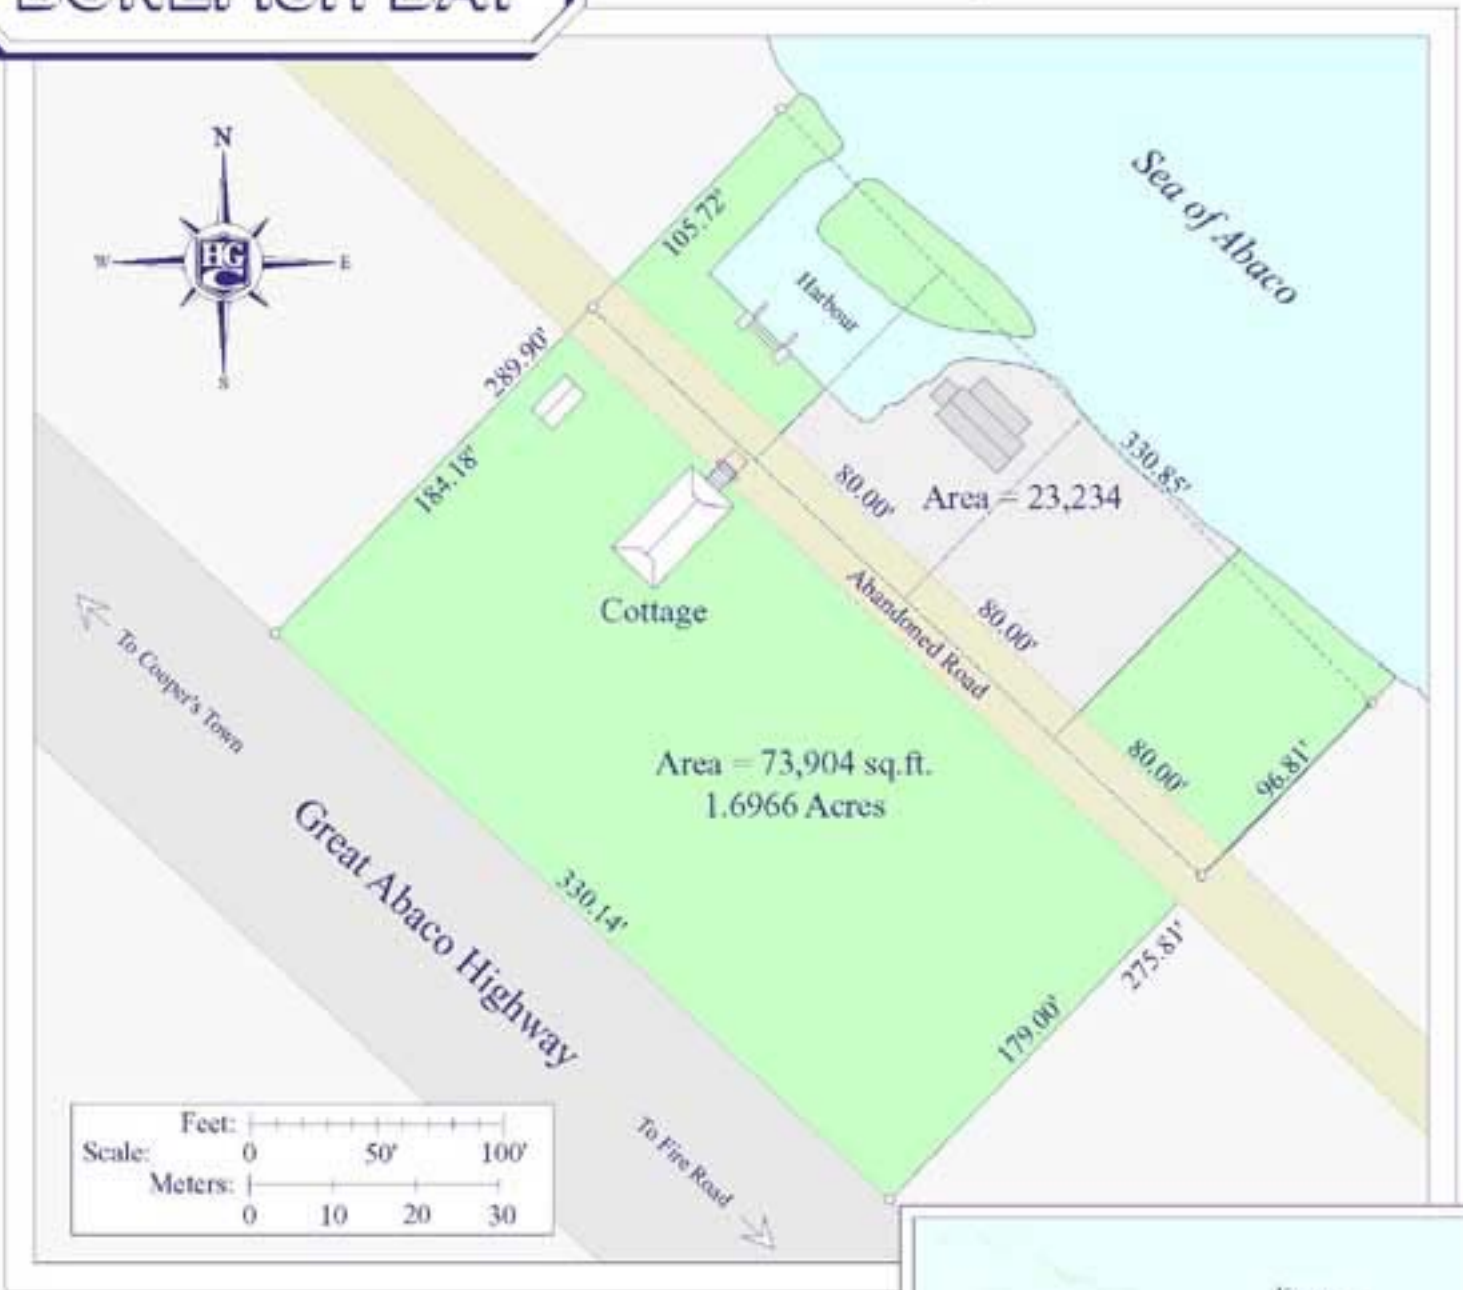 N
W
HG
E
S
Sea of Abaco
105.72'
Harbour
289.90'
184.18'
330.85'
80.00'
Area = 23,234
Cottage
Abandoned Road
80.00'
To Cooper's Town
Area = 73,904 sq.ft.
1.6966 Acres
80.00'
96.81'
Great Abaco Highway
330.14'
275.81'
179.00'
To Fire Road
Feet:
Scale:
0 50' 100'
Meters:
0 10 20 30